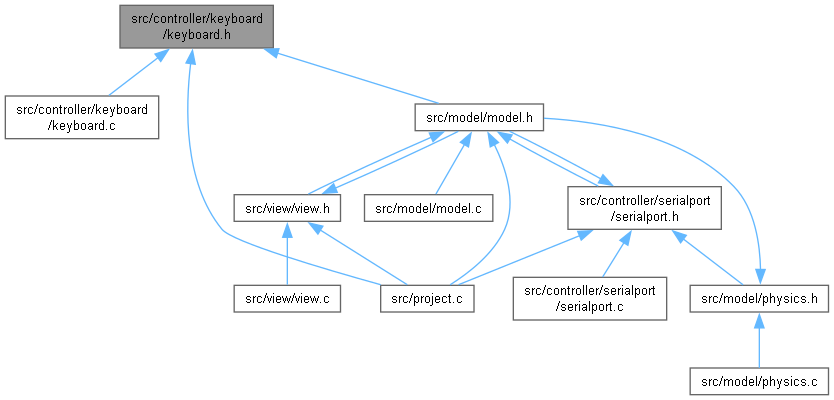 src/controller/keyboard
/keyboard.h
src/controller/keyboard
/keyboard.c
src/model/model.h
src/view/view.h
src/model/model.c
src/controller/serialport
/serialport.h
src/view/view.c
src/project.c
src/controller/serialport
/serialport.c
src/model/physics.h
src/model/physics.c